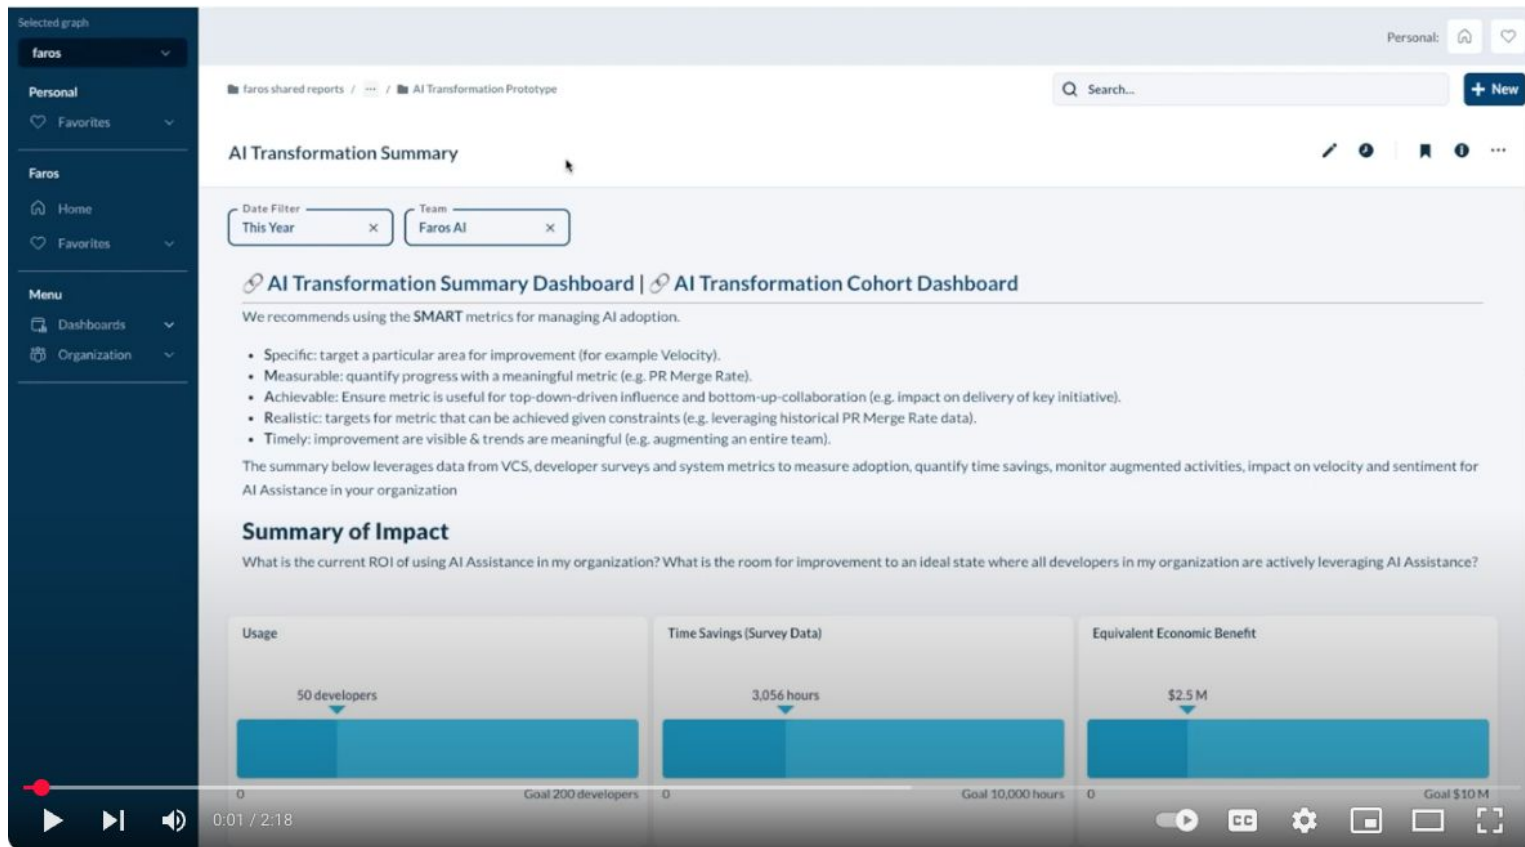 Selected graph
faros
Personal
Favorites
Faros
Home
Favorites
Menu
Dashboards
Organization
Personal:
faros shared reports / ··· / AI Transformation Prototype
Search...
+ New
AI Transformation Summary
Date Filter
This Year
Team
Faros AI
AI Transformation Summary Dashboard | AI Transformation Cohort Dashboard
We recommends using the SMART metrics for managing AI adoption.
• Specific: target a particular area for improvement (for example Velocity).
• Measurable: quantify progress with a meaningful metric (e.g. PR Merge Rate).
• Achievable: Ensure metric is useful for top-down-driven influence and bottom-up-collaboration (e.g. impact on delivery of key initiative).
• Realistic: targets for metric that can be achieved given constraints (e.g. leveraging historical PR Merge Rate data).
• Timely: improvement are visible & trends are meaningful (e.g. augmenting an entire team).
The summary below leverages data from VCS, developer surveys and system metrics to measure adoption, quantify time savings, monitor augmented activities, impact on velocity and sentiment for
AI Assistance in your organization
Summary of Impact
What is the current ROI of using AI Assistance in my organization? What is the room for improvement to an ideal state where all developers in my organization are actively leveraging AI Assistance?
Usage
50 developers
0
Goal 200 developers
Time Savings (Survey Data)
3,056 hours
0
Goal 10,000 hours
Equivalent Economic Benefit
$2.5 M
0
Goal $10 M
0:01 / 2:18
CC